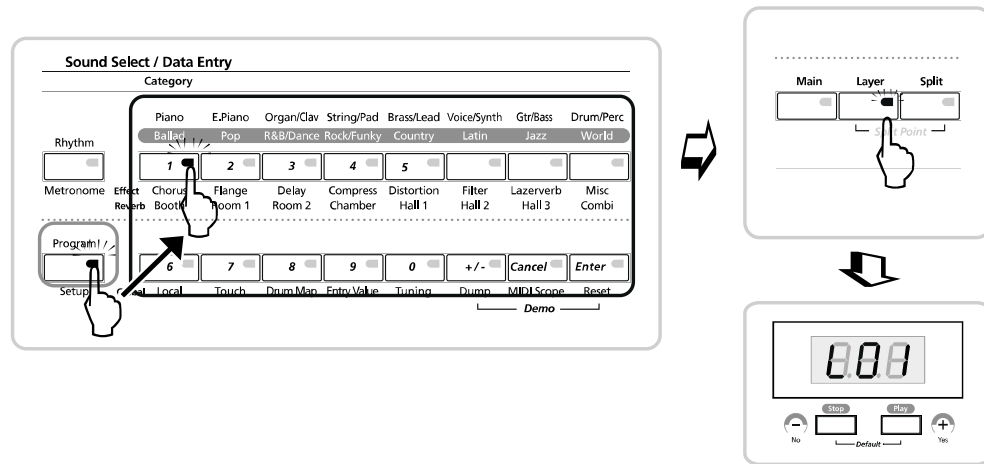 Sound Select / Data Entry
Category
Piano E.Piano Organ/Clav String/Pad Brass/Lead Voice/Synth Gtr/Bass Drum/Perc
Ballad Pop R&B/Dance Rock/Funky Country Latin Jazz World
Rhythm
1 2 3 4 5
Metronome Effect Chorus Flange Delay Compress Distortion Filter Lazerverb Misc
Reverb Booth Room 1 Room 2 Chamber Hall 1 Hall 2 Hall 3 Combi
Program
6 7 8 9 0 +/- Cancel Enter
Setup Local Touch Drum Map Entry Value Tuning Dump MIDI Scope Reset
Demo
Main Layer Split
Split Point
L01
Stop Play
- +
No Default Yes